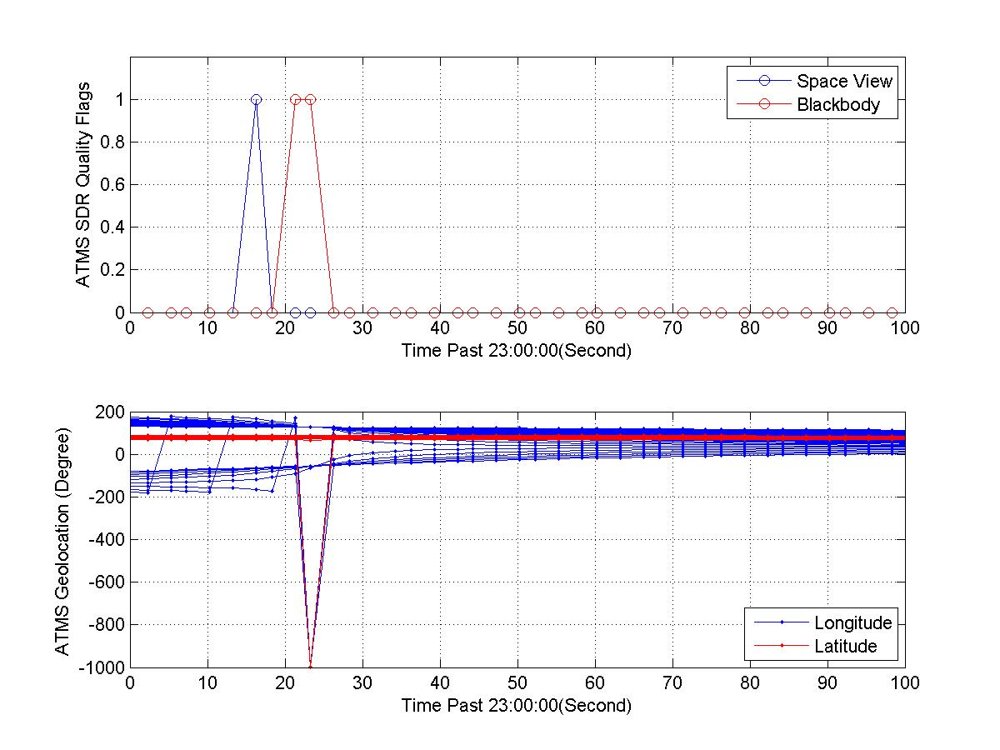 ATMS SDR Quality Flags
1
0.8
0.6
0.4
0.2
0
Space View
Blackbody
0 10 20 30 40 50 60 70 80 90 100
Time Past 23:00:00(Second)
ATMS Geolocation (Degree)
200
0
-200
-400
-600
-800
-1000
Longitude
Latitude
0 10 20 30 40 50 60 70 80 90 100
Time Past 23:00:00(Second)